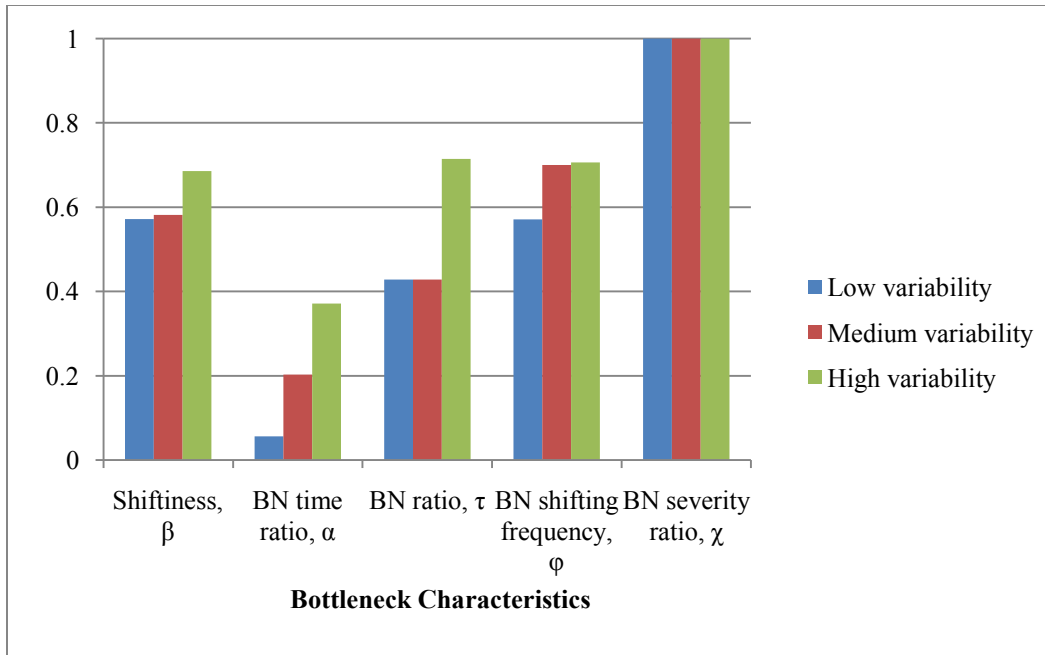 1
0.8
0.6
0.4
0.2
0
Shiftiness,
β
BN time
ratio, α
BN ratio, τ
BN shifting
frequency,
φ
BN severity
ratio, χ
Bottleneck Characteristics
Low variability
Medium variability
High variability